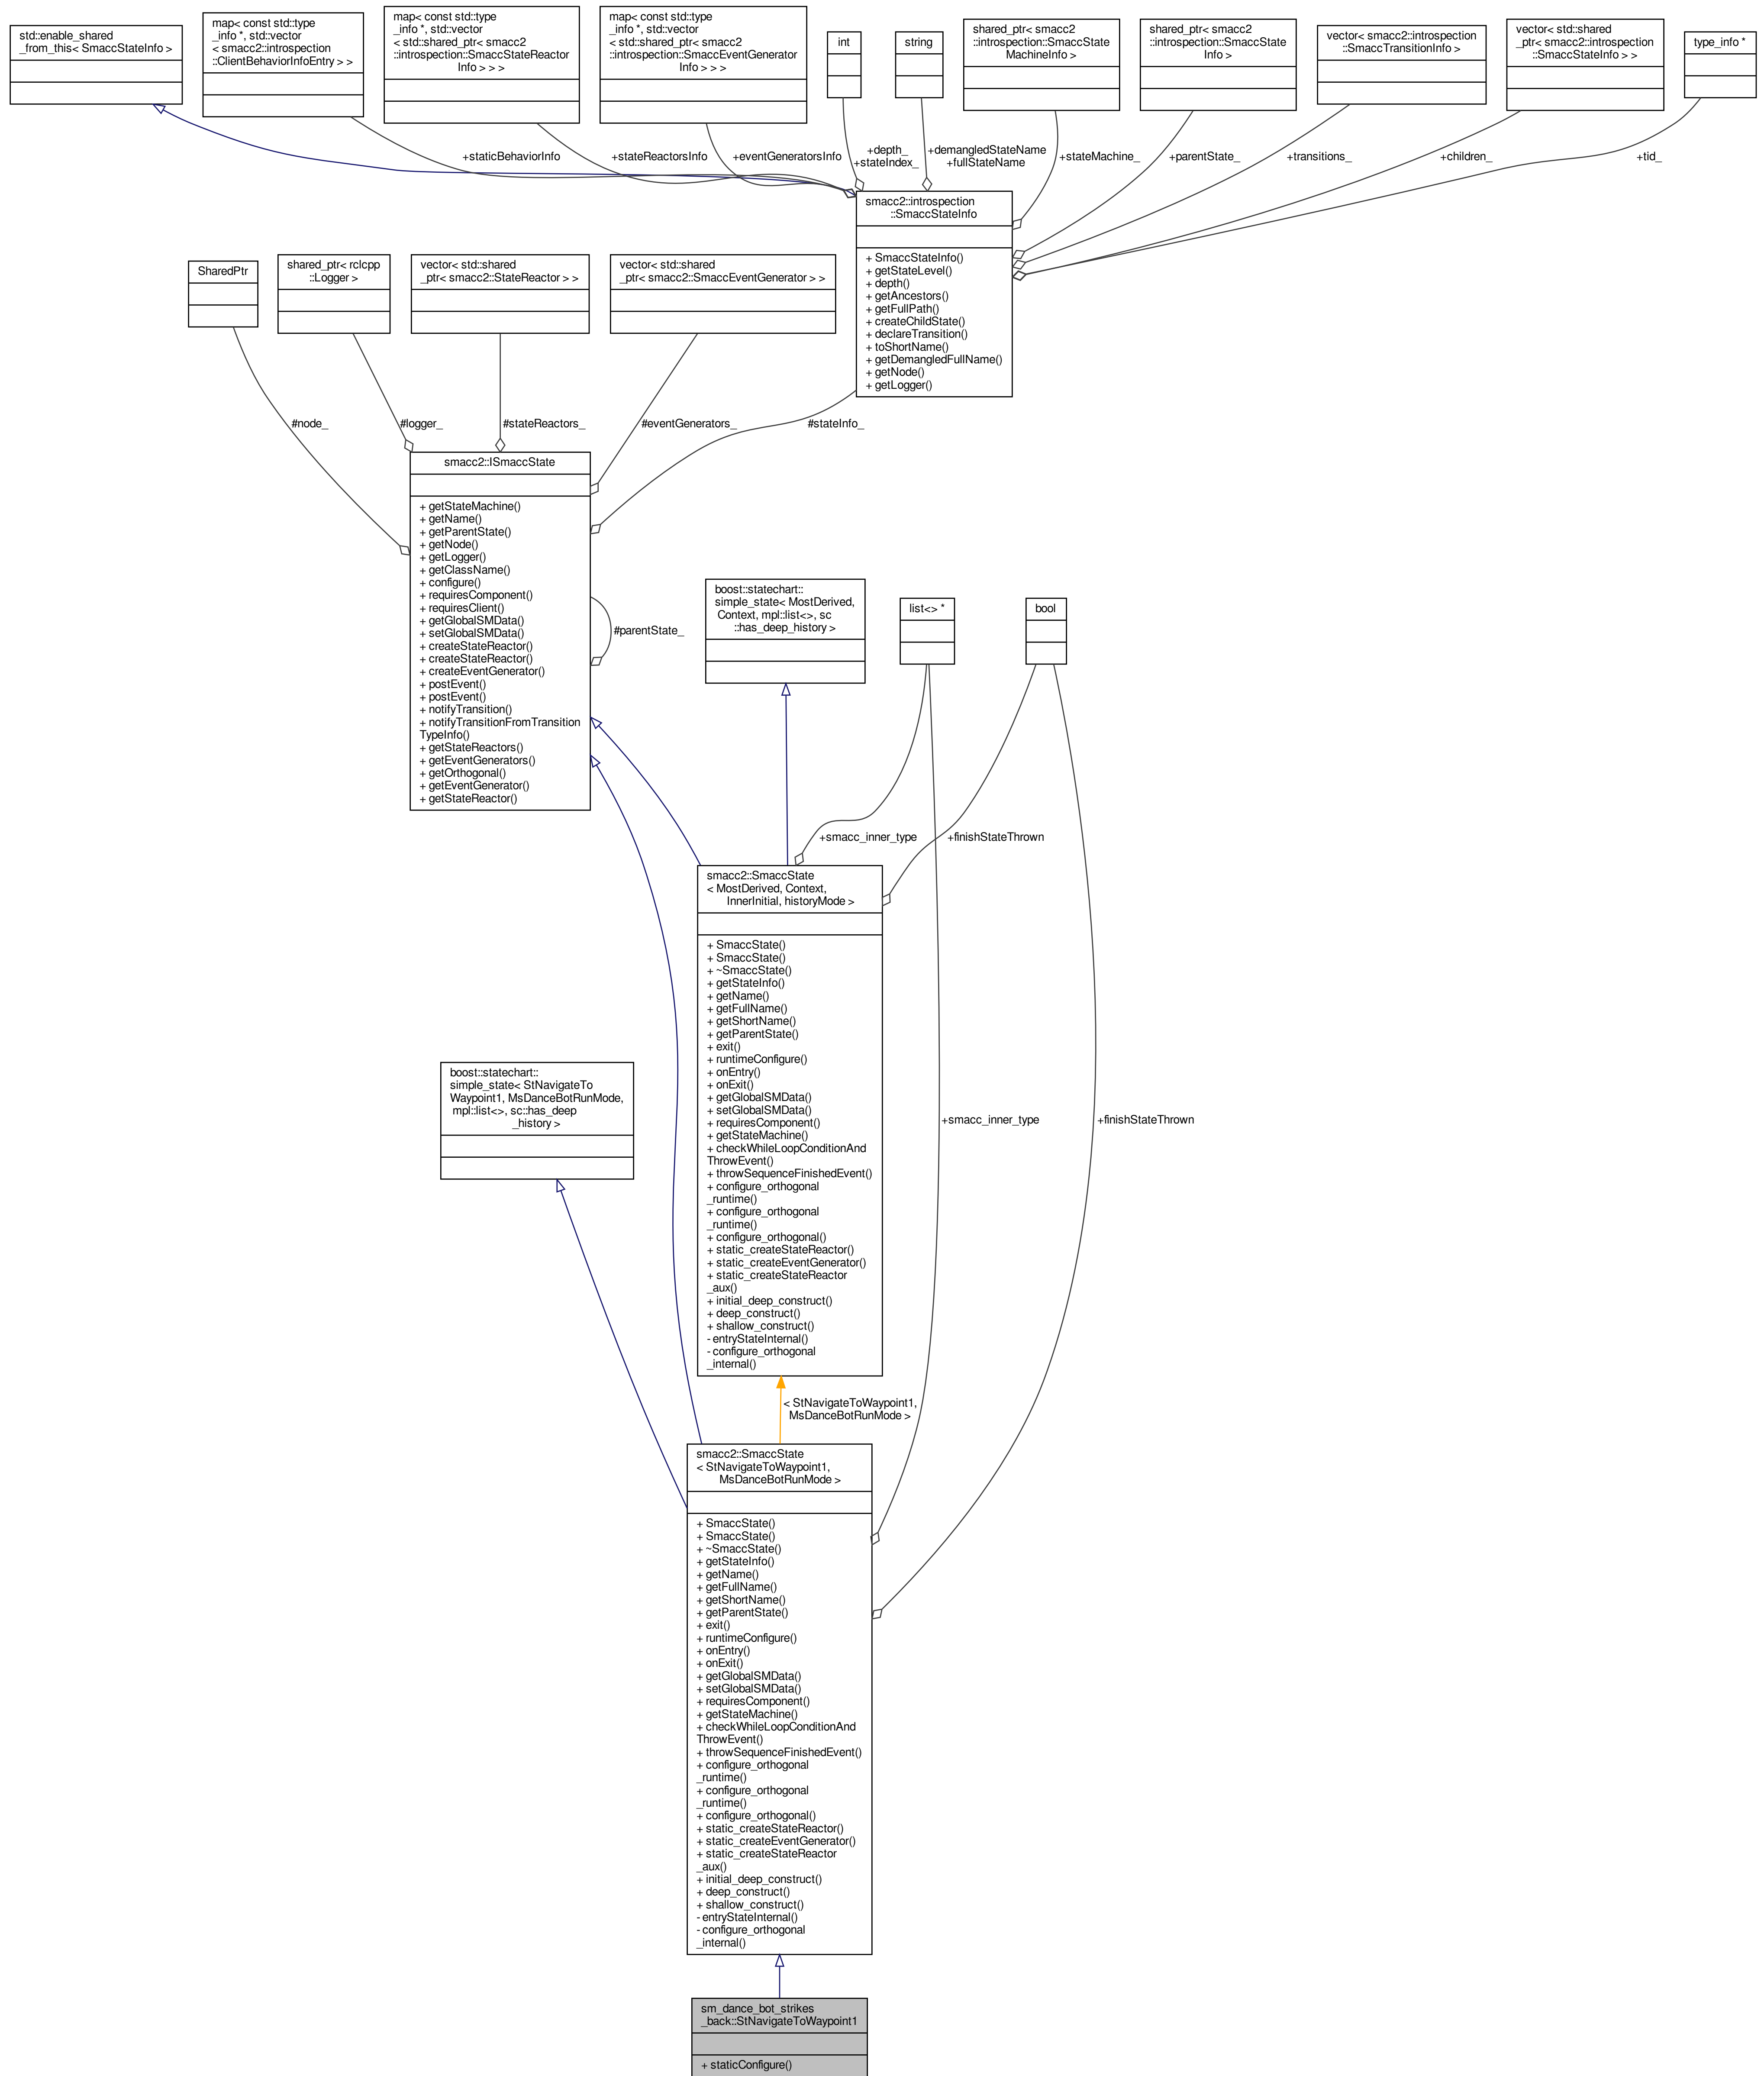 std::enable_shared
_from_this< SmaccStateInfo >
map< const std::type
_info *, std::vector
< smacc2::introspection
::ClientBehaviorInfoEntry > >
map< const std::type
_info *, std::vector
< std::shared_ptr< smacc2
::introspection::SmaccStateReactor
Info > > >
map< const std::type
_info *, std::vector
< std::shared_ptr< smacc2
::introspection::SmaccEventGenerator
Info > > >
int
string
shared_ptr< smacc2
::introspection::SmaccState
MachineInfo >
shared_ptr< smacc2
::introspection::SmaccState
Info >
vector< smacc2::introspection
::SmaccTransitionInfo >
vector< std::shared
_ptr< smacc2::introspection
::SmaccStateInfo > >
type_info *
+staticBehaviorInfo
+stateReactorsInfo
+eventGeneratorsInfo
+depth_
+stateIndex_
+demangledStateName
+fullStateName
+stateMachine_
+parentState_
+transitions_
+children_
+tid_
smacc2::introspection
::SmaccStateInfo
+ SmaccStateInfo()
+ getStateLevel()
+ depth()
+ getAncestors()
+ getFullPath()
+ createChildState()
+ declareTransition()
+ toShortName()
+ getDemangledFullName()
+ getNode()
+ getLogger()
SharedPtr
shared_ptr< rclcpp
::Logger >
vector< std::shared
_ptr< smacc2::StateReactor > >
vector< std::shared
_ptr< smacc2::SmaccEventGenerator > >
#node_
#logger_
#stateReactors_
#eventGenerators_
#stateInfo_
smacc2::ISmaccState
+ getStateMachine()
+ getName()
+ getParentState()
+ getNode()
+ getLogger()
+ getClassName()
+ configure()
+ requiresComponent()
+ requiresClient()
+ getGlobalSMData()
+ setGlobalSMData()
+ createStateReactor()
+ createStateReactor()
+ createEventGenerator()
+ postEvent()
+ postEvent()
+ notifyTransition()
+ notifyTransitionFromTransition
TypeInfo()
+ getStateReactors()
+ getEventGenerators()
+ getOrthogonal()
+ getEventGenerator()
+ getStateReactor()
#parentState_
boost::statechart::
simple_state< MostDerived,
Context, mpl::list<>, sc
::has_deep_history >
list<> *
bool
+smacc_inner_type
+finishStateThrown
smacc2::SmaccState
< MostDerived, Context,
InnerInitial, historyMode >
+ SmaccState()
+ SmaccState()
+ ~SmaccState()
+ getStateInfo()
+ getName()
+ getFullName()
+ getShortName()
+ getParentState()
+ exit()
+ runtimeConfigure()
+ onEntry()
+ onExit()
+ getGlobalSMData()
+ setGlobalSMData()
+ requiresComponent()
+ getStateMachine()
+ checkWhileLoopConditionAnd
ThrowEvent()
+ throwSequenceFinishedEvent()
+ configure_orthogonal
_runtime()
+ configure_orthogonal
_runtime()
+ configure_orthogonal()
+ static_createStateReactor()
+ static_createEventGenerator()
+ static_createStateReactor
_aux()
+ initial_deep_construct()
+ deep_construct()
+ shallow_construct()
- entryStateInternal()
- configure_orthogonal
_internal()
boost::statechart::
simple_state< StNavigateTo
Waypoint1, MsDanceBotRunMode,
mpl::list<>, sc::has_deep
_history >
+smacc_inner_type
+finishStateThrown
< StNavigateToWaypoint1,
MsDanceBotRunMode >
smacc2::SmaccState
< StNavigateToWaypoint1,
MsDanceBotRunMode >
+ SmaccState()
+ SmaccState()
+ ~SmaccState()
+ getStateInfo()
+ getName()
+ getFullName()
+ getShortName()
+ getParentState()
+ exit()
+ runtimeConfigure()
+ onEntry()
+ onExit()
+ getGlobalSMData()
+ setGlobalSMData()
+ requiresComponent()
+ getStateMachine()
+ checkWhileLoopConditionAnd
ThrowEvent()
+ throwSequenceFinishedEvent()
+ configure_orthogonal
_runtime()
+ configure_orthogonal
_runtime()
+ configure_orthogonal()
+ static_createStateReactor()
+ static_createEventGenerator()
+ static_createStateReactor
_aux()
+ initial_deep_construct()
+ deep_construct()
+ shallow_construct()
- entryStateInternal()
- configure_orthogonal
_internal()
sm_dance_bot_strikes
_back::StNavigateToWaypoint1
+ staticConfigure()